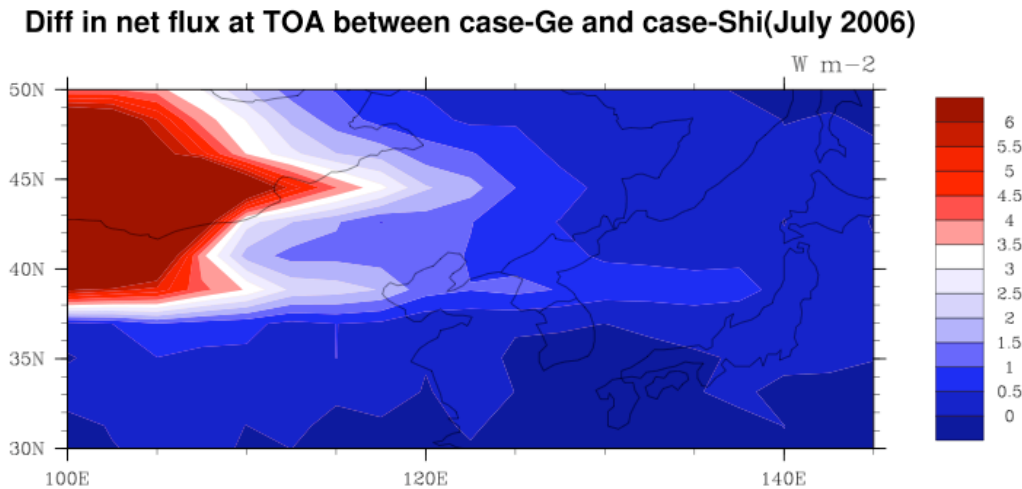 Diff in net flux at TOA between case-Ge and case-Shi(July 2006)
W m-2
50N
45N
40N
35N
30N
100E 120E 140E
6
5.5
5
4.5
4
3.5
3
2.5
2
1.5
1
0.5
0